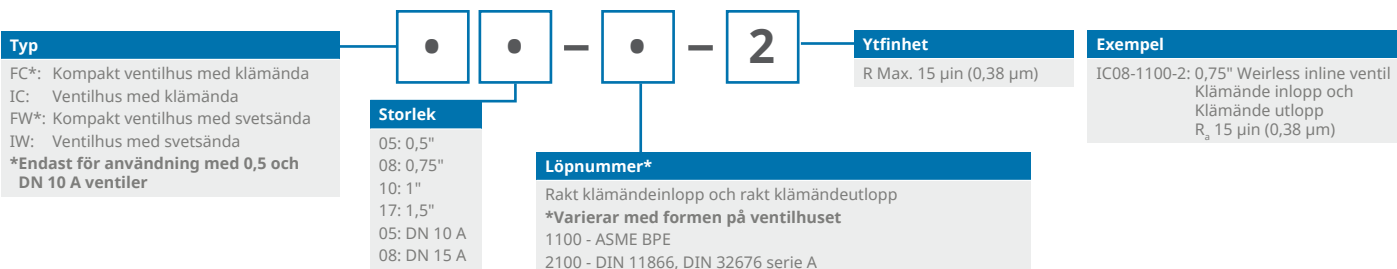 • • – • – 2
Typ
FC*: Kompakt ventilhus med klämända
IC: Ventilhus med klämända
FW*: Kompakt ventilhus med svetsända
IW: Ventilhus med svetsända
*Endast för användning med 0,5 och
DN 10 A ventiler
Storlek
05: 0,5"
08: 0,75"
10: 1"
17: 1,5"
05: DN 10 A
08: DN 15 A
Löpnummer*
Rakt klämändeinlopp och rakt klämändeutlopp
*Varierar med formen på ventilhuset
1100 - ASME BPE
2100 - DIN 11866, DIN 32676 serie A
Ytfinhet
R Max. 15 µin (0,38 µm)
Exempel
IC08-1100-2: 0,75" Weirless inline ventil
Klämände inlopp och
Klämände utlopp
Ra 15 µin (0,38 µm)